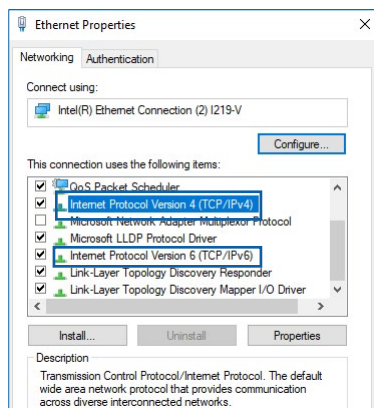 Ethernet Properties
Networking
Authentication
Connect using:
Intel(R) Ethernet Connection (2) I219-V
Configure...
This connection uses the following items:
QoS Packet Scheduler
Internet Protocol Version 4 (TCP/IPv4)
Microsoft Network Adapter Multiplexor Protocol
Microsoft LLDP Protocol Driver
Internet Protocol Version 6 (TCP/IPv6)
Link-Layer Topology Discovery Responder
Link-Layer Topology Discovery Mapper I/O Driver
Install...
Uninstall
Properties
Description
Transmission Control Protocol/Internet Protocol. The default
wide area network protocol that provides communication
across diverse interconnected networks.